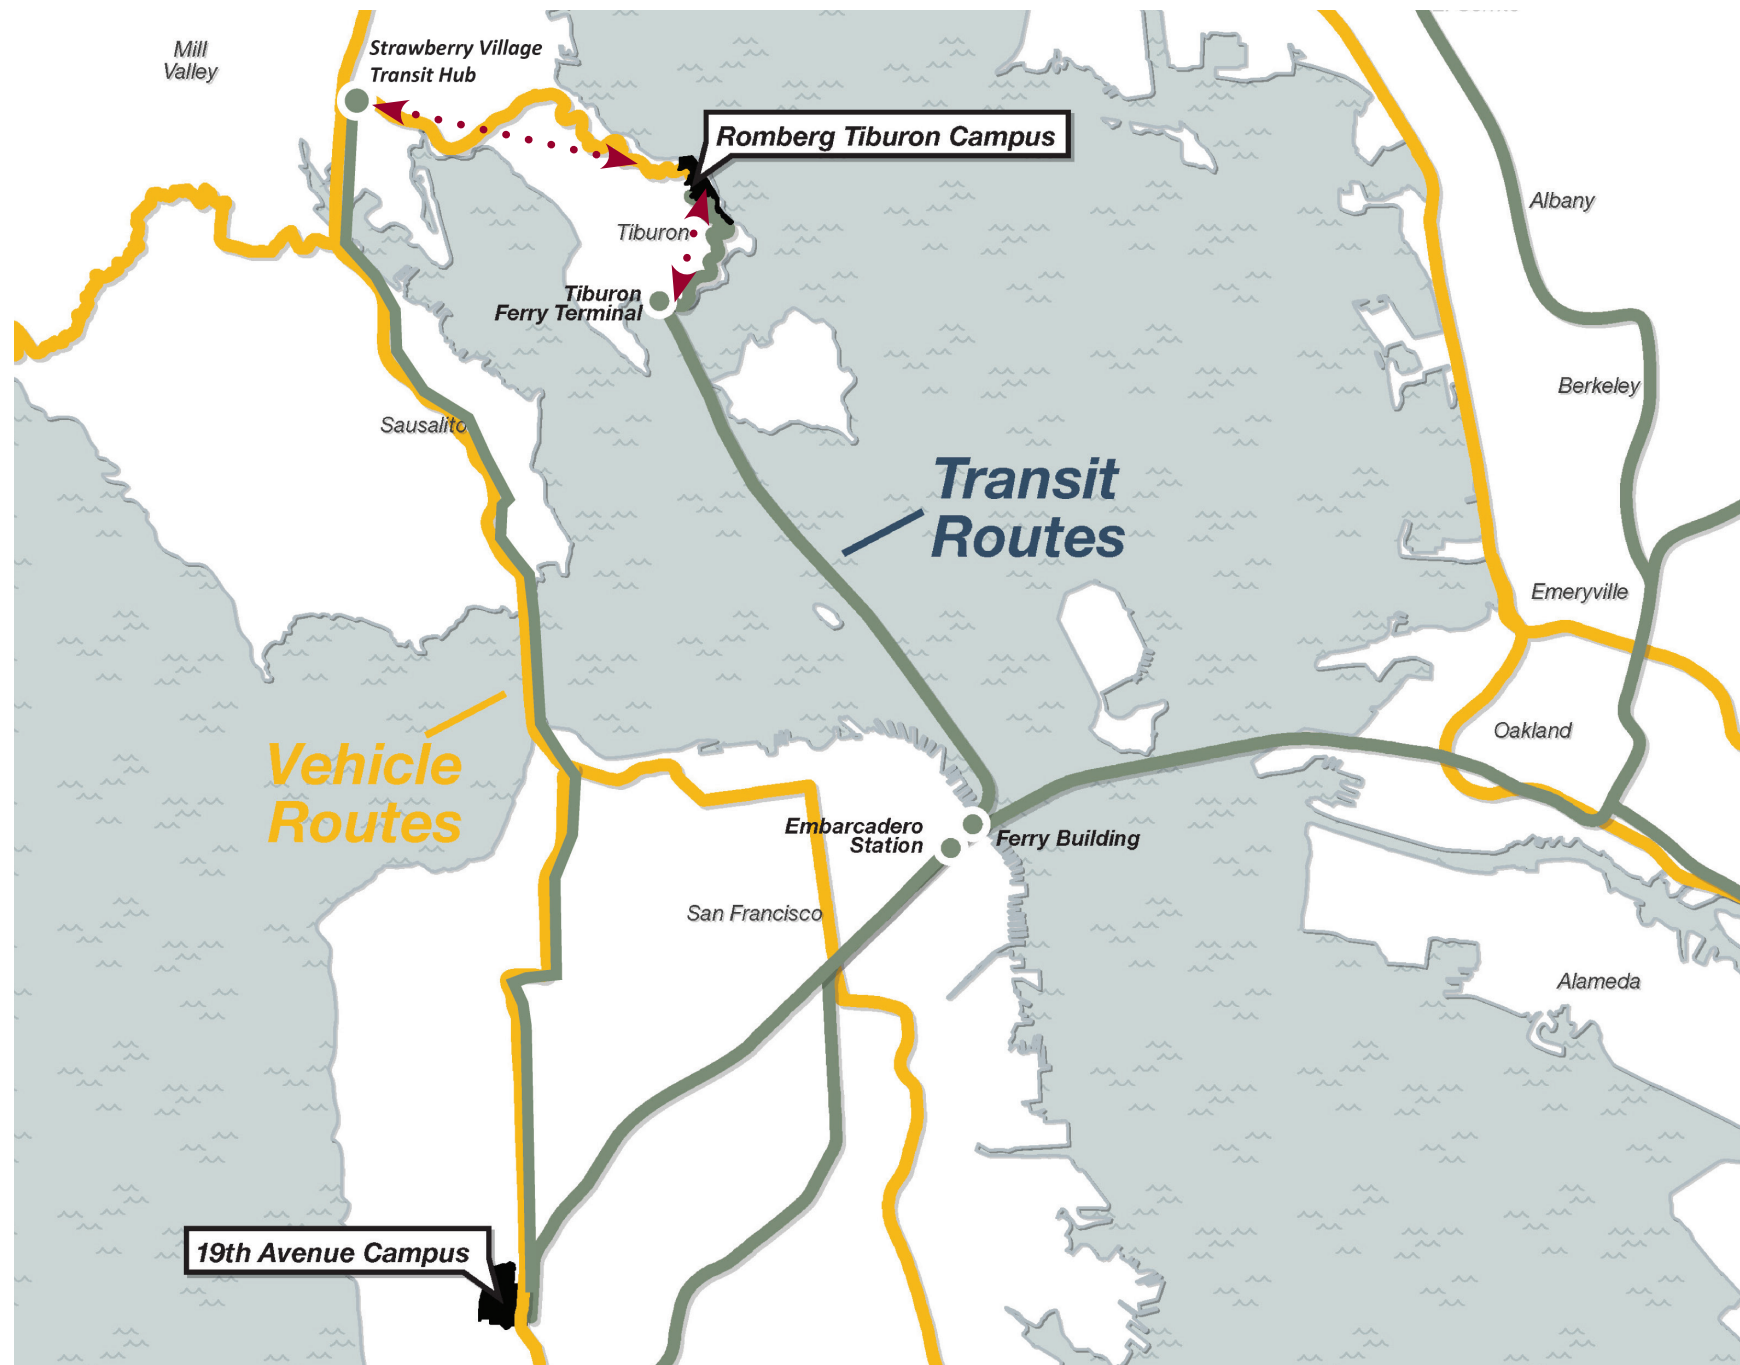 Mill
Valley
Strawberry Village
Transit Hub
Romberg Tiburon Campus
Albany
Tiburon
Tiburon
Ferry Terminal
Berkeley
Sausalito
Transit
Routes
Emeryville
Oakland
Vehicle
Routes
Embarcadero
Station
Ferry Building
San Francisco
Alameda
19th Avenue Campus